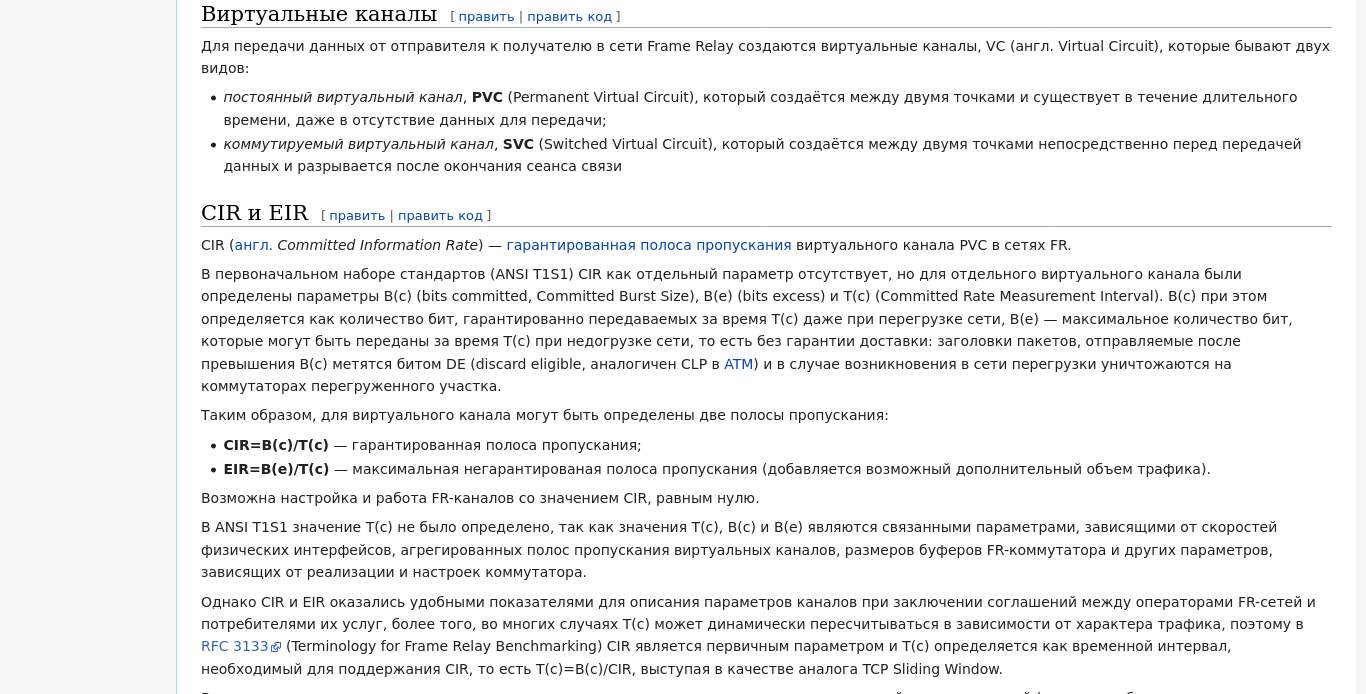 Виртуальные каналы [ править | править код ]
Для передачи данных от отправителя к получателю в сети Frame Relay создаются виртуальные каналы, VC (англ. Virtual Circuit), которые бывают двух
видов:
• постоянный виртуальный канал, PVC (Permanent Virtual Circuit), который создаётся между двумя точками и существует в течение длительного
времени, даже в отсутствие данных для передачи;
• коммутируемый виртуальный канал, SVC (Switched Virtual Circuit), который создаётся между двумя точками непосредственно перед передачей
данных и разрывается после окончания сеанса связи
CIR и EIR [ править | править код ]
CIR (англ. Committed Information Rate) — гарантированная полоса пропускания виртуального канала PVC в сетях FR.
В первоначальном наборе стандартов (ANSI T1S1) CIR как отдельный параметр отсутствует, но для отдельного виртуального канала были
определены параметры B(c) (bits committed, Committed Burst Size), B(e) (bits excess) и T(c) (Committed Rate Measurement Interval). B(c) при этом
определяется как количество бит, гарантированно передаваемых за время T(c) даже при перегрузке сети, B(e) — максимальное количество бит,
которые могут быть переданы за время T(c) при недогрузке сети, то есть без гарантии доставки: заголовки пакетов, отправляемые после
превышения B(c) метятся битом DE (discard eligible, аналогичен CLP в ATM) и в случае возникновения в сети перегрузки уничтожаются на
коммутаторах перегруженного участка.
Таким образом, для виртуального канала могут быть определены две полосы пропускания:
• CIR=B(c)/T(c) — гарантированная полоса пропускания;
• EIR=B(e)/T(c) — максимальная негарантированая полоса пропускания (добавляется возможный дополнительный объем трафика).
Возможна настройка и работа FR-каналов со значением CIR, равным нулю.
В ANSI T1S1 значение T(c) не было определено, так как значения T(c), B(c) и B(e) являются связанными параметрами, зависящими от скоростей
физических интерфейсов, агрегированных полос пропускания виртуальных каналов, размеров буферов FR-коммутатора и других параметров,
зависящих от реализации и настроек коммутатора.
Однако CIR и EIR оказались удобными показателями для описания параметров каналов при заключении соглашений между операторами FR-сетей и
потребителями их услуг, более того, во многих случаях T(c) может динамически пересчитываться в зависимости от характера трафика, поэтому в
RFC 3133 (Terminology for Frame Relay Benchmarking) CIR является первичным параметром и T(c) определяется как временной интервал,
необходимый для поддержания CIR, то есть T(c)=B(c)/CIR, выступая в качестве аналога TCP Sliding Window.